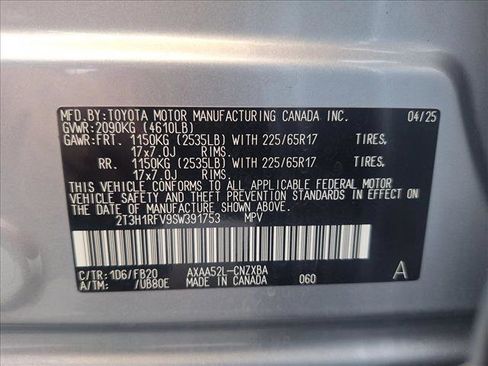 MFD.BY:TOYOTA MOTOR MANUFACTURING CANADA INC. 04/25
GVWR:2090KG (4610LB)
GAWR:FRT. 1150KG (2535LB) WITH 225/65R17 TIRES,
17x7.0J RIMS,
RR. 1150KG (2535LB) WITH 225/65R17 TIRES,
17x7.0J RIMS,
THIS VEHICLE CONFORMS TO ALL APPLICABLE FEDERAL MOTOR
VEHICLE SAFETY AND THEFT PREVENTION STANDARDS IN EFFECT ON
THE DATE OF MANUFACTURE SHOWN ABOVE.
2T3H1RFV9SW391753 MPV
C/TR: 1D6/FB20 AXAA52L-CNZXBA
A/TM: /UB80E MADE IN CANADA 060 A